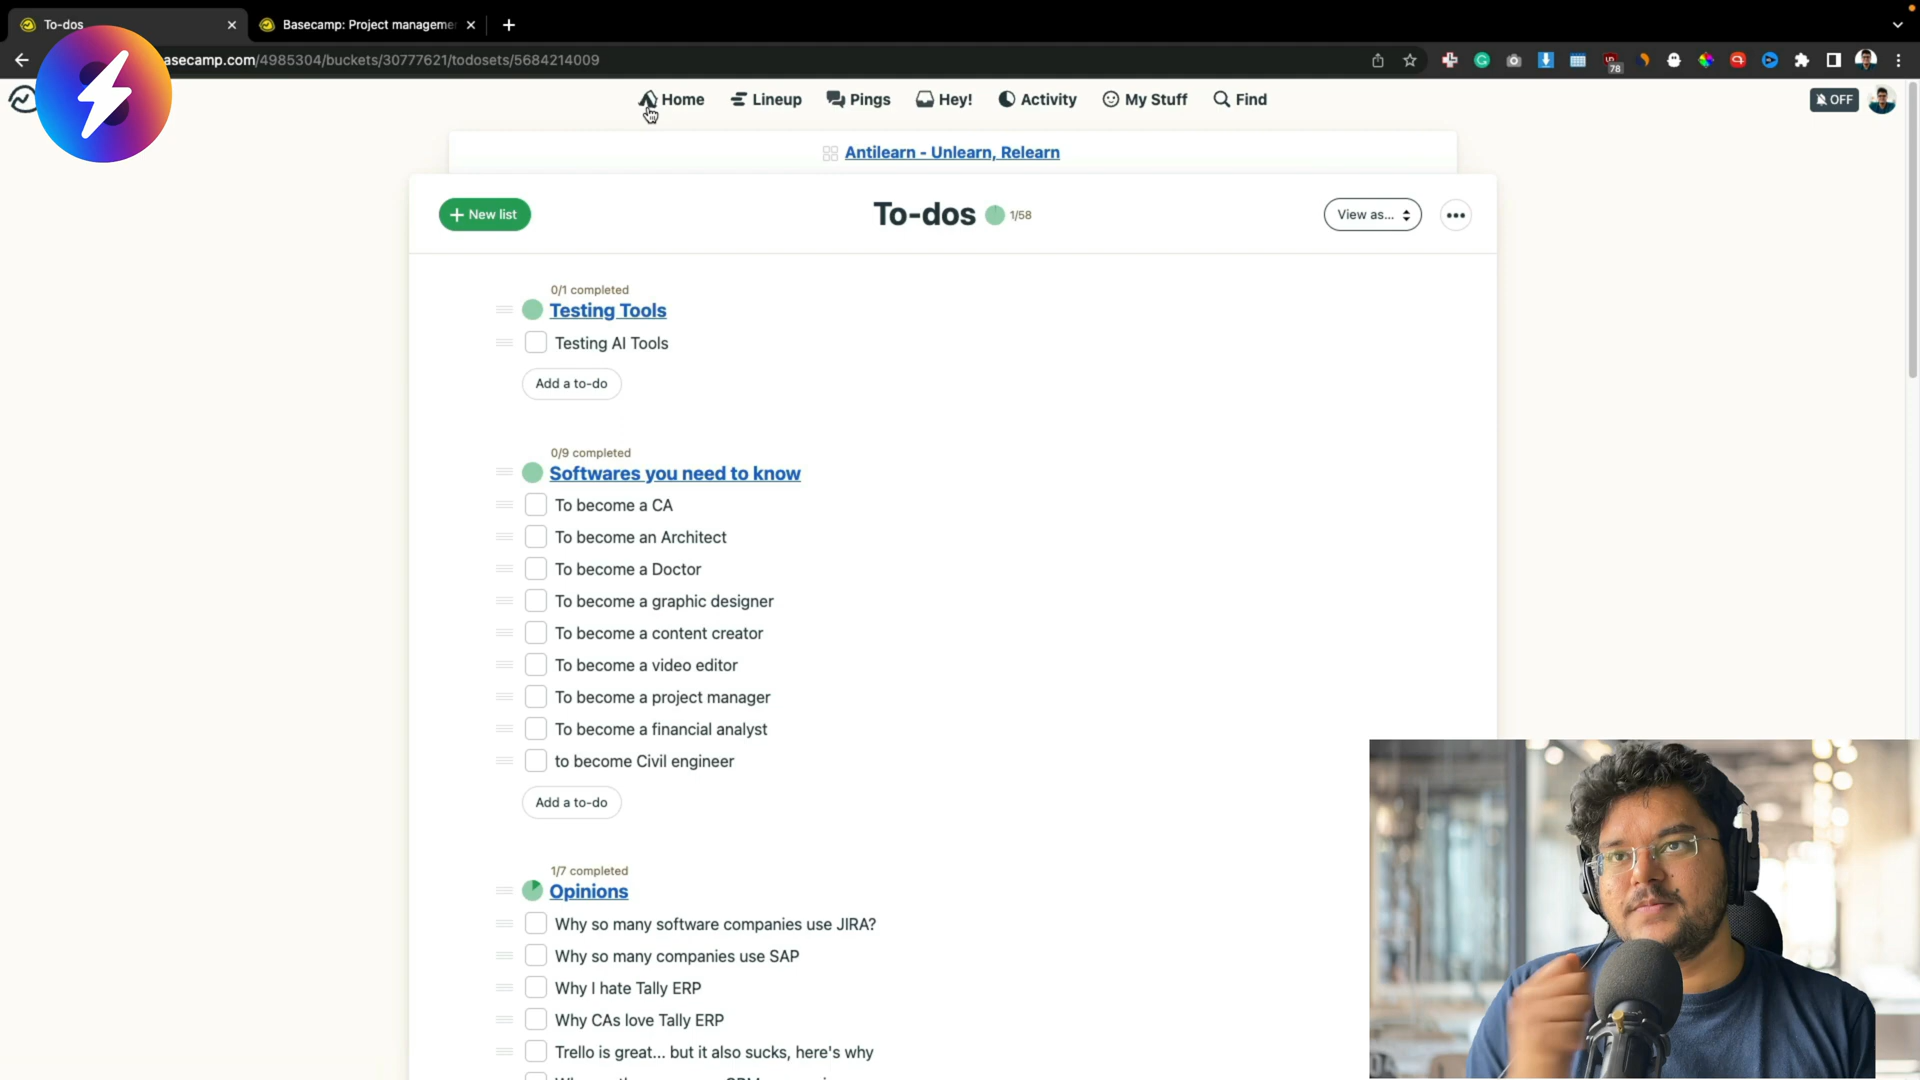 To-dos
Basecamp: Project manageme
asecamp.com/4985304/buckets/30777621/todosets/5684214009
78
Home
Lineup
Pings
Hey!
Activity
My Stuff
Find
OFF
Antilearn - Unlearn, Relearn
New list
To-dos
1/58
View as...
0/1 completed
Testing Tools
Testing AI Tools
Add a to-do
0/9 completed
Softwares you need to know
To become a CA
To become an Architect
To become a Doctor
To become a graphic designer
To become a content creator
To become a video editor
To become a project manager
To become a financial analyst
to become Civil engineer
Add a to-do
1/7 completed
Opinions
Why so many software companies use JIRA?
Why so many companies use SAP
Why I hate Tally ERP
Why CAs love Tally ERP
Trello is great... but it also sucks, here's why